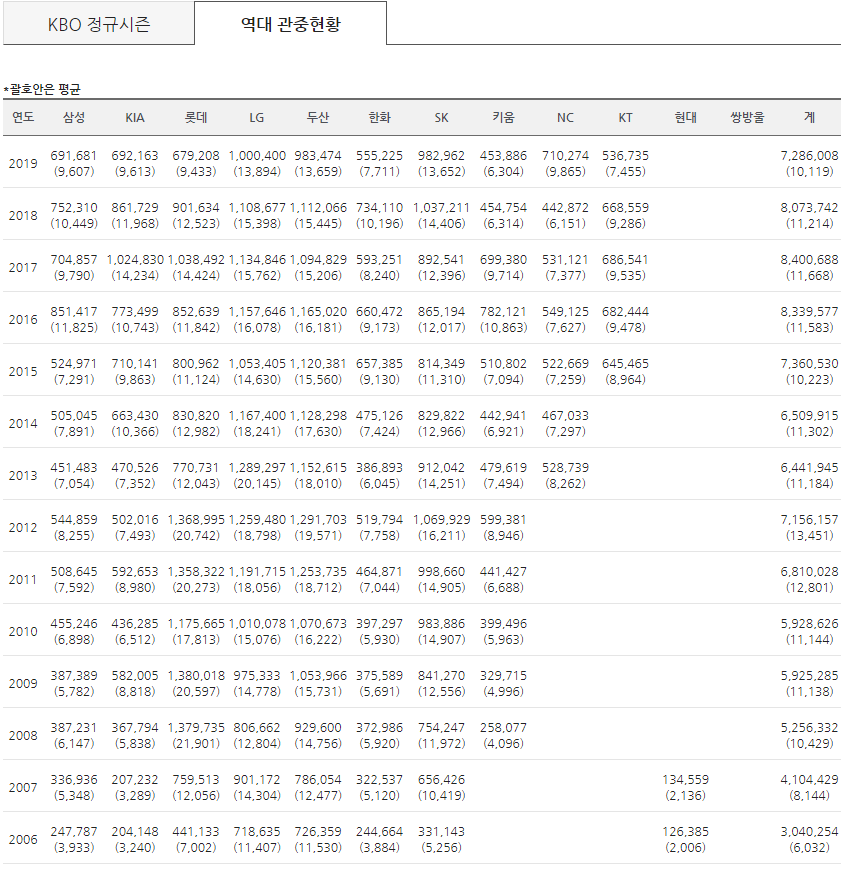 KBO 정규시즌 역대 관중현황
*괄호안은 평균
연도 삼성 KIA 롯데 LG 두산 한화 SK 키움 NC KT 현대 쌍방울 계
2019 691,681 692,163 679,208 1,000,400 983,474 555,225 982,962 453,886 710,274 536,735 7,286,008
(9,607) (9,613) (9,433) (13,894) (13,659) (7,711) (13,652) (6,304) (9,865) (7,455) (10,119)
2018 752,310 861,729 901,634 1,108,677 1,112,066 734,110 1,037,211 454,754 442,872 668,559 8,073,742
(10,449) (11,968) (12,523) (15,398) (15,445) (10,196) (14,406) (6,314) (6,151) (9,286) (11,214)
2017 704,857 1,024,830 1,038,492 1,134,846 1,094,829 593,251 892,541 699,380 531,121 686,541 8,400,688
(9,790) (14,234) (14,424) (15,762) (15,206) (8,240) (12,396) (9,714) (7,377) (9,535) (11,668)
2016 851,417 773,499 852,639 1,157,646 1,165,020 660,472 865,194 782,121 549,125 682,444 8,339,577
(11,825) (10,743) (11,842) (16,078) (16,181) (9,173) (12,017) (10,863) (7,627) (9,478) (11,583)
2015 524,971 710,141 800,962 1,053,405 1,120,381 657,385 814,349 510,802 522,669 645,465 7,360,530
(7,291) (9,863) (11,124) (14,630) (15,560) (9,130) (11,310) (7,094) (7,259) (8,964) (10,223)
2014 505,045 663,430 830,820 1,167,400 1,128,298 475,126 829,822 442,941 467,033 6,509,915
(7,891) (10,366) (12,982) (18,241) (17,630) (7,424) (12,966) (6,921) (7,297) (11,302)
2013 451,483 470,526 770,731 1,289,297 1,152,615 386,893 912,042 479,619 528,739 6,441,945
(7,054) (7,352) (12,043) (20,145) (18,010) (6,045) (14,251) (7,494) (8,262) (11,184)
2012 544,859 502,016 1,368,995 1,259,480 1,291,703 519,794 1,069,929 599,381 7,156,157
(8,255) (7,493) (20,742) (18,798) (19,571) (7,758) (16,211) (8,946) (13,451)
2011 508,645 592,653 1,358,322 1,191,715 1,253,735 464,871 998,660 441,427 6,810,028
(7,592) (8,980) (20,273) (18,056) (18,712) (7,044) (14,905) (6,688) (12,801)
2010 455,246 436,285 1,175,665 1,010,078 1,070,673 397,297 983,886 399,496 5,928,626
(6,898) (6,512) (17,813) (15,076) (16,222) (5,930) (14,907) (5,963) (11,144)
2009 387,389 582,005 1,380,018 975,333 1,053,966 375,589 841,270 329,715 5,925,285
(5,782) (8,818) (20,597) (14,778) (15,731) (5,691) (12,556) (4,996) (11,138)
2008 387,231 367,794 1,379,735 806,662 929,600 372,986 754,247 258,077 5,256,332
(6,147) (5,838) (21,901) (12,804) (14,756) (5,920) (11,972) (4,096) (10,429)
2007 336,936 207,232 759,513 901,172 786,054 322,537 656,426 134,559 4,104,429
(5,348) (3,289) (12,056) (14,304) (12,477) (5,120) (10,419) (2,136) (8,144)
2006 247,787 204,148 441,133 718,635 726,359 244,664 331,143 126,385 3,040,254
(3,933) (3,240) (7,002) (11,407) (11,530) (3,884) (5,256) (2,006) (6,032)